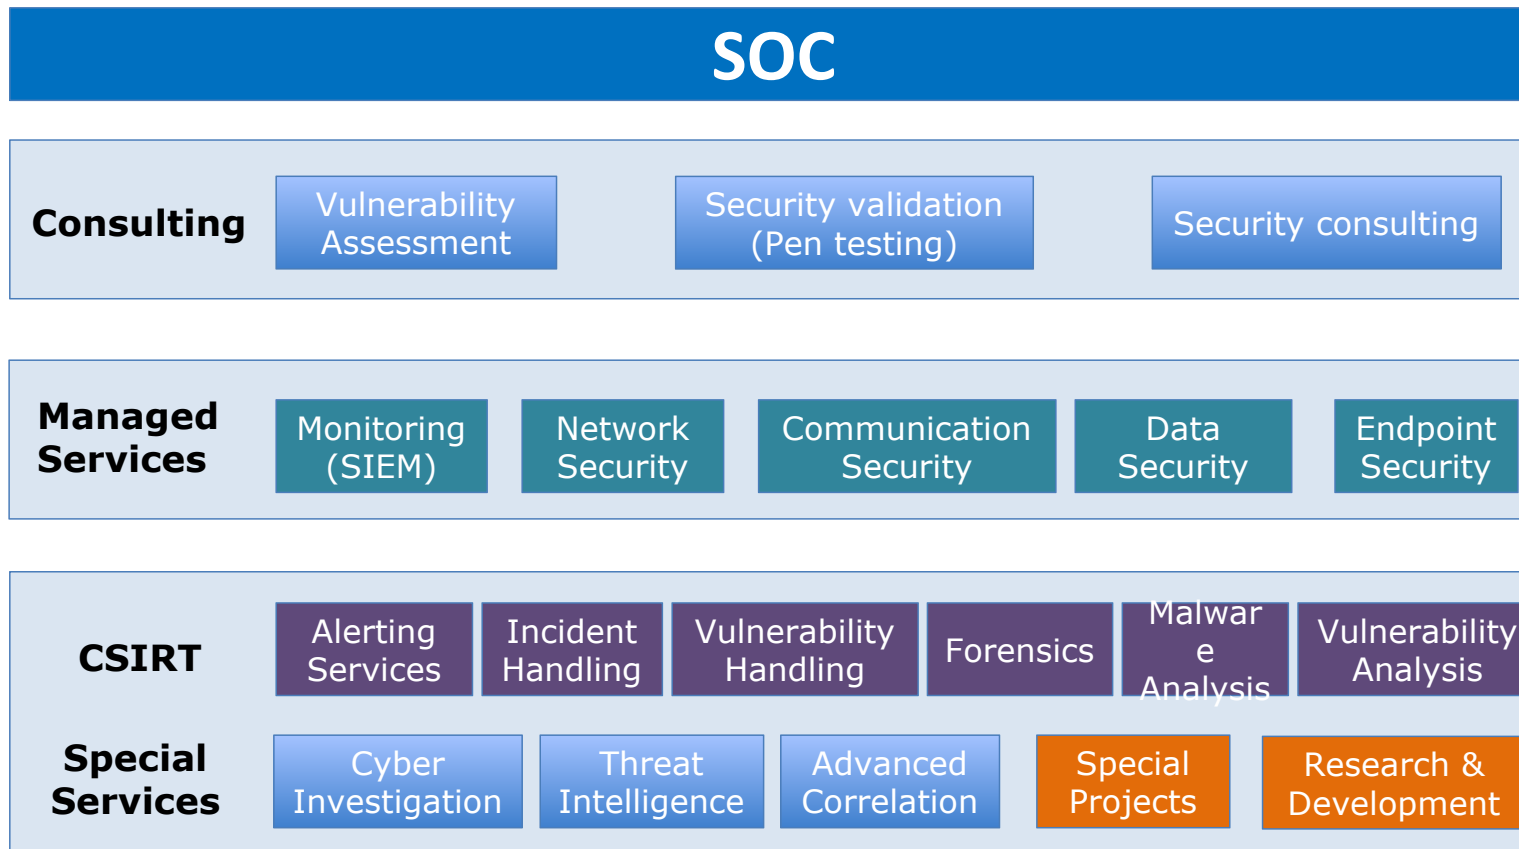 SOC
Consulting
Vulnerability
Assessment
Security validation
(Pen testing)
Security consulting
Managed
Services
Monitoring
(SIEM)
Network
Security
Communication
Security
Data
Security
Endpoint
Security
CSIRT
Alerting
Services
Incident
Handling
Vulnerability
Handling
Forensics
Malwar
e
Analysis
Vulnerability
Analysis
Special
Services
Cyber
Investigation
Threat
Intelligence
Advanced
Correlation
Special
Projects
Research &
Development